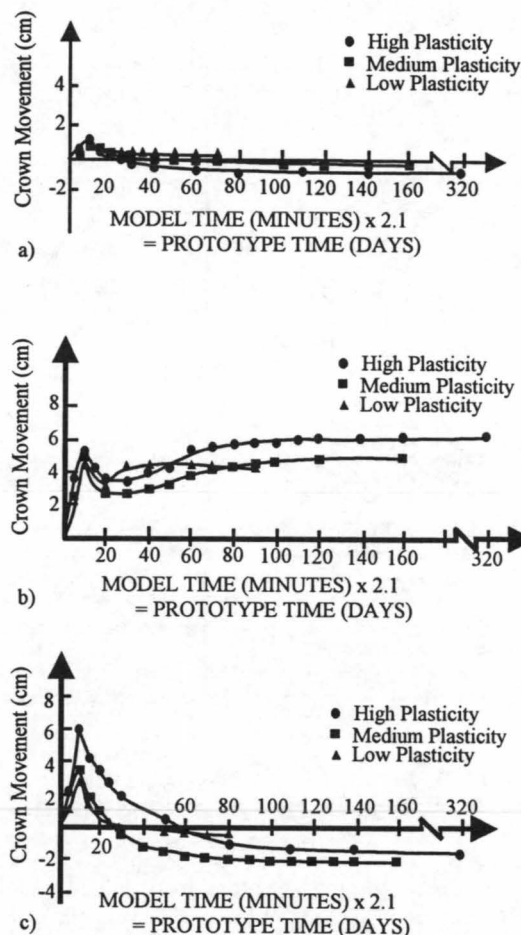 Crown Movement (cm)
4
2
-2
High Plasticity
Medium Plasticity
Low Plasticity
20 40 60 80 100 120 140 160 320
MODEL TIME (MINUTES) x 2.1
= PROTOTYPE TIME (DAYS)
a)
Crown Movement (cm)
8
6
4
2
High Plasticity
Medium Plasticity
Low Plasticity
20 40 60 80 100 120 140 160 320
MODEL TIME (MINUTES) x 2.1
= PROTOTYPE TIME (DAYS)
b)
Crown Movement (cm)
8
6
4
2
-2
-4
High Plasticity
Medium Plasticity
Low Plasticity
20 40 60 80 100 120 140 160 320
MODEL TIME (MINUTES) x 2.1
= PROTOTYPE TIME (DAYS)
c)